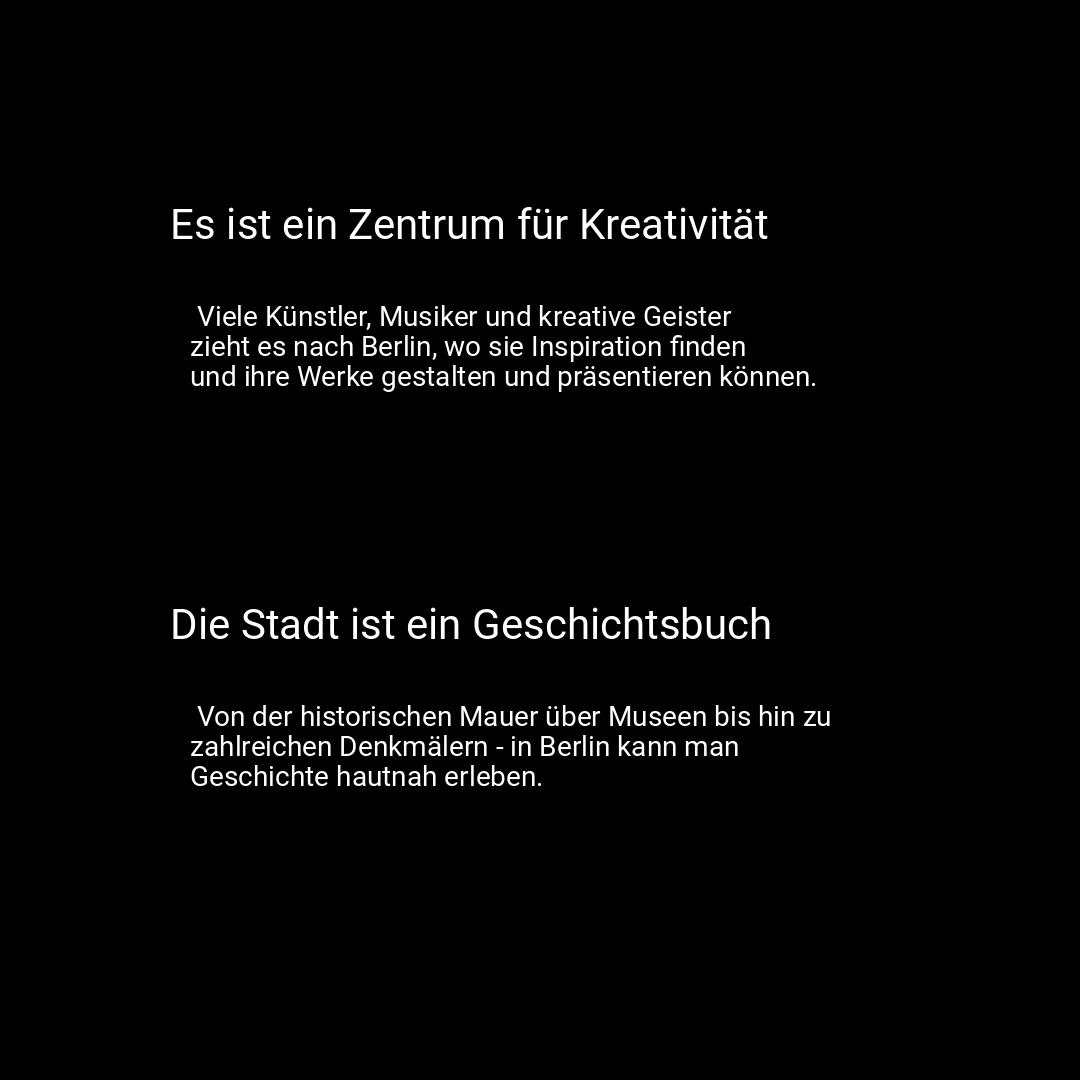 Es ist ein Zentrum für Kreativität
Viele Künstler, Musiker und kreative Geister
zieht es nach Berlin, wo sie Inspiration finden
und ihre Werke gestalten und präsentieren können.
Die Stadt ist ein Geschichtsbuch
Von der historischen Mauer über Museen bis hin zu
zahlreichen Denkmälern - in Berlin kann man
Geschichte hautnah erleben.